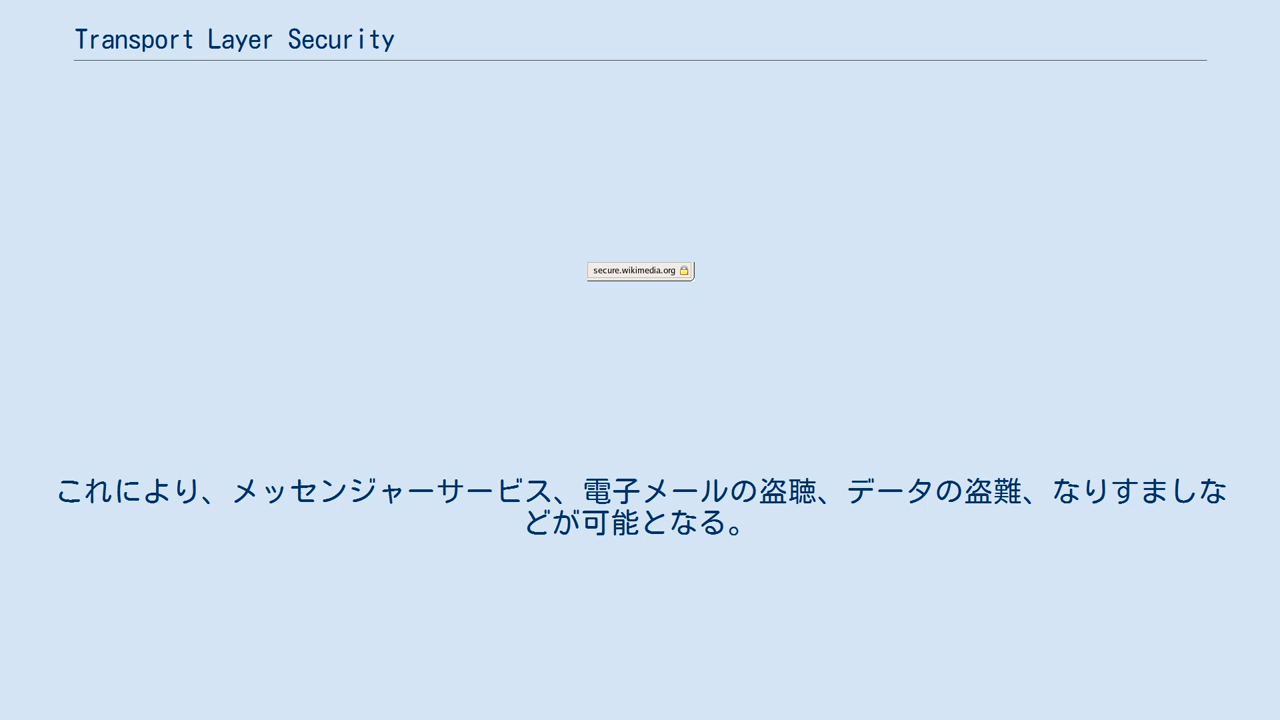 Transport Layer Security
secure.wikimedia.org
これにより、メッセンジャーサービス、電子メールの盗聴、データの盗難、なりすましな
どが可能となる。